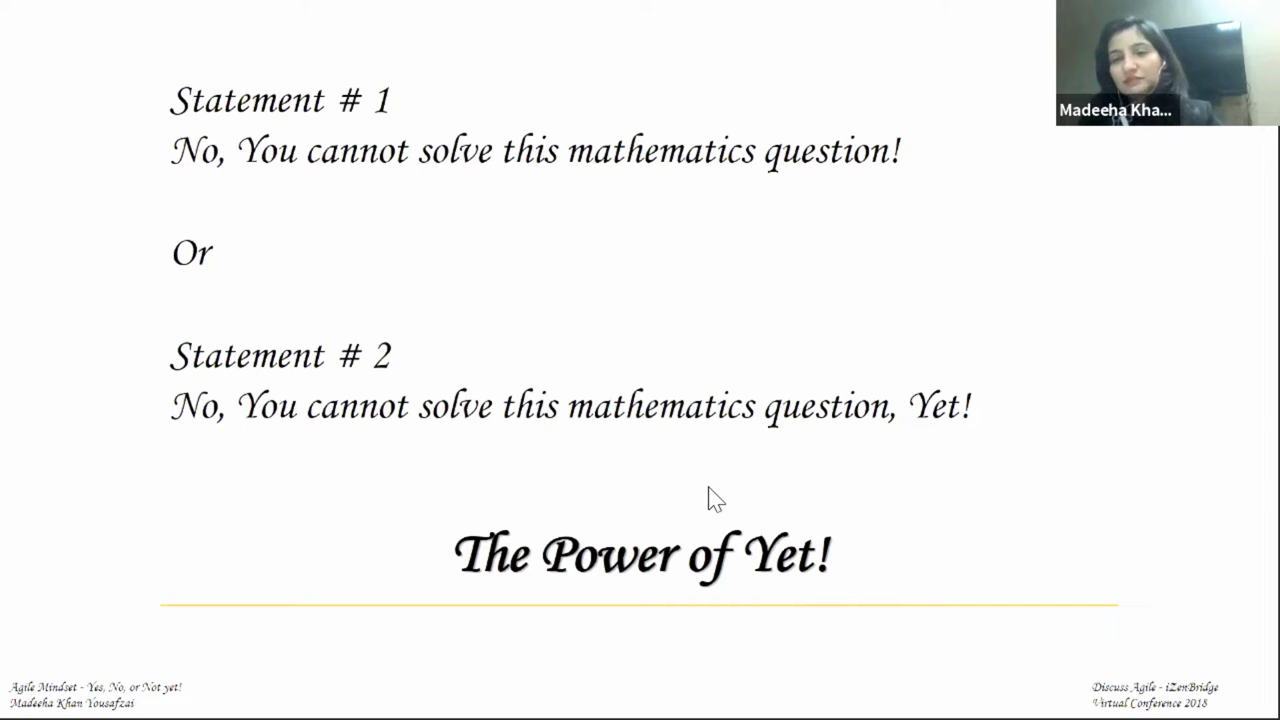 Statement # 1
No, You cannot solve this mathematics question!
Or
Statement # 2
No, You cannot solve this mathematics question, Yet!
The Power of Yet!
Madeeha Kha...
Agile Mindset - Yes, No, or Not yet!
Madeeha Khan Yousafzai
Discuss Agile - iZenBridge
Virtual Conference 2018